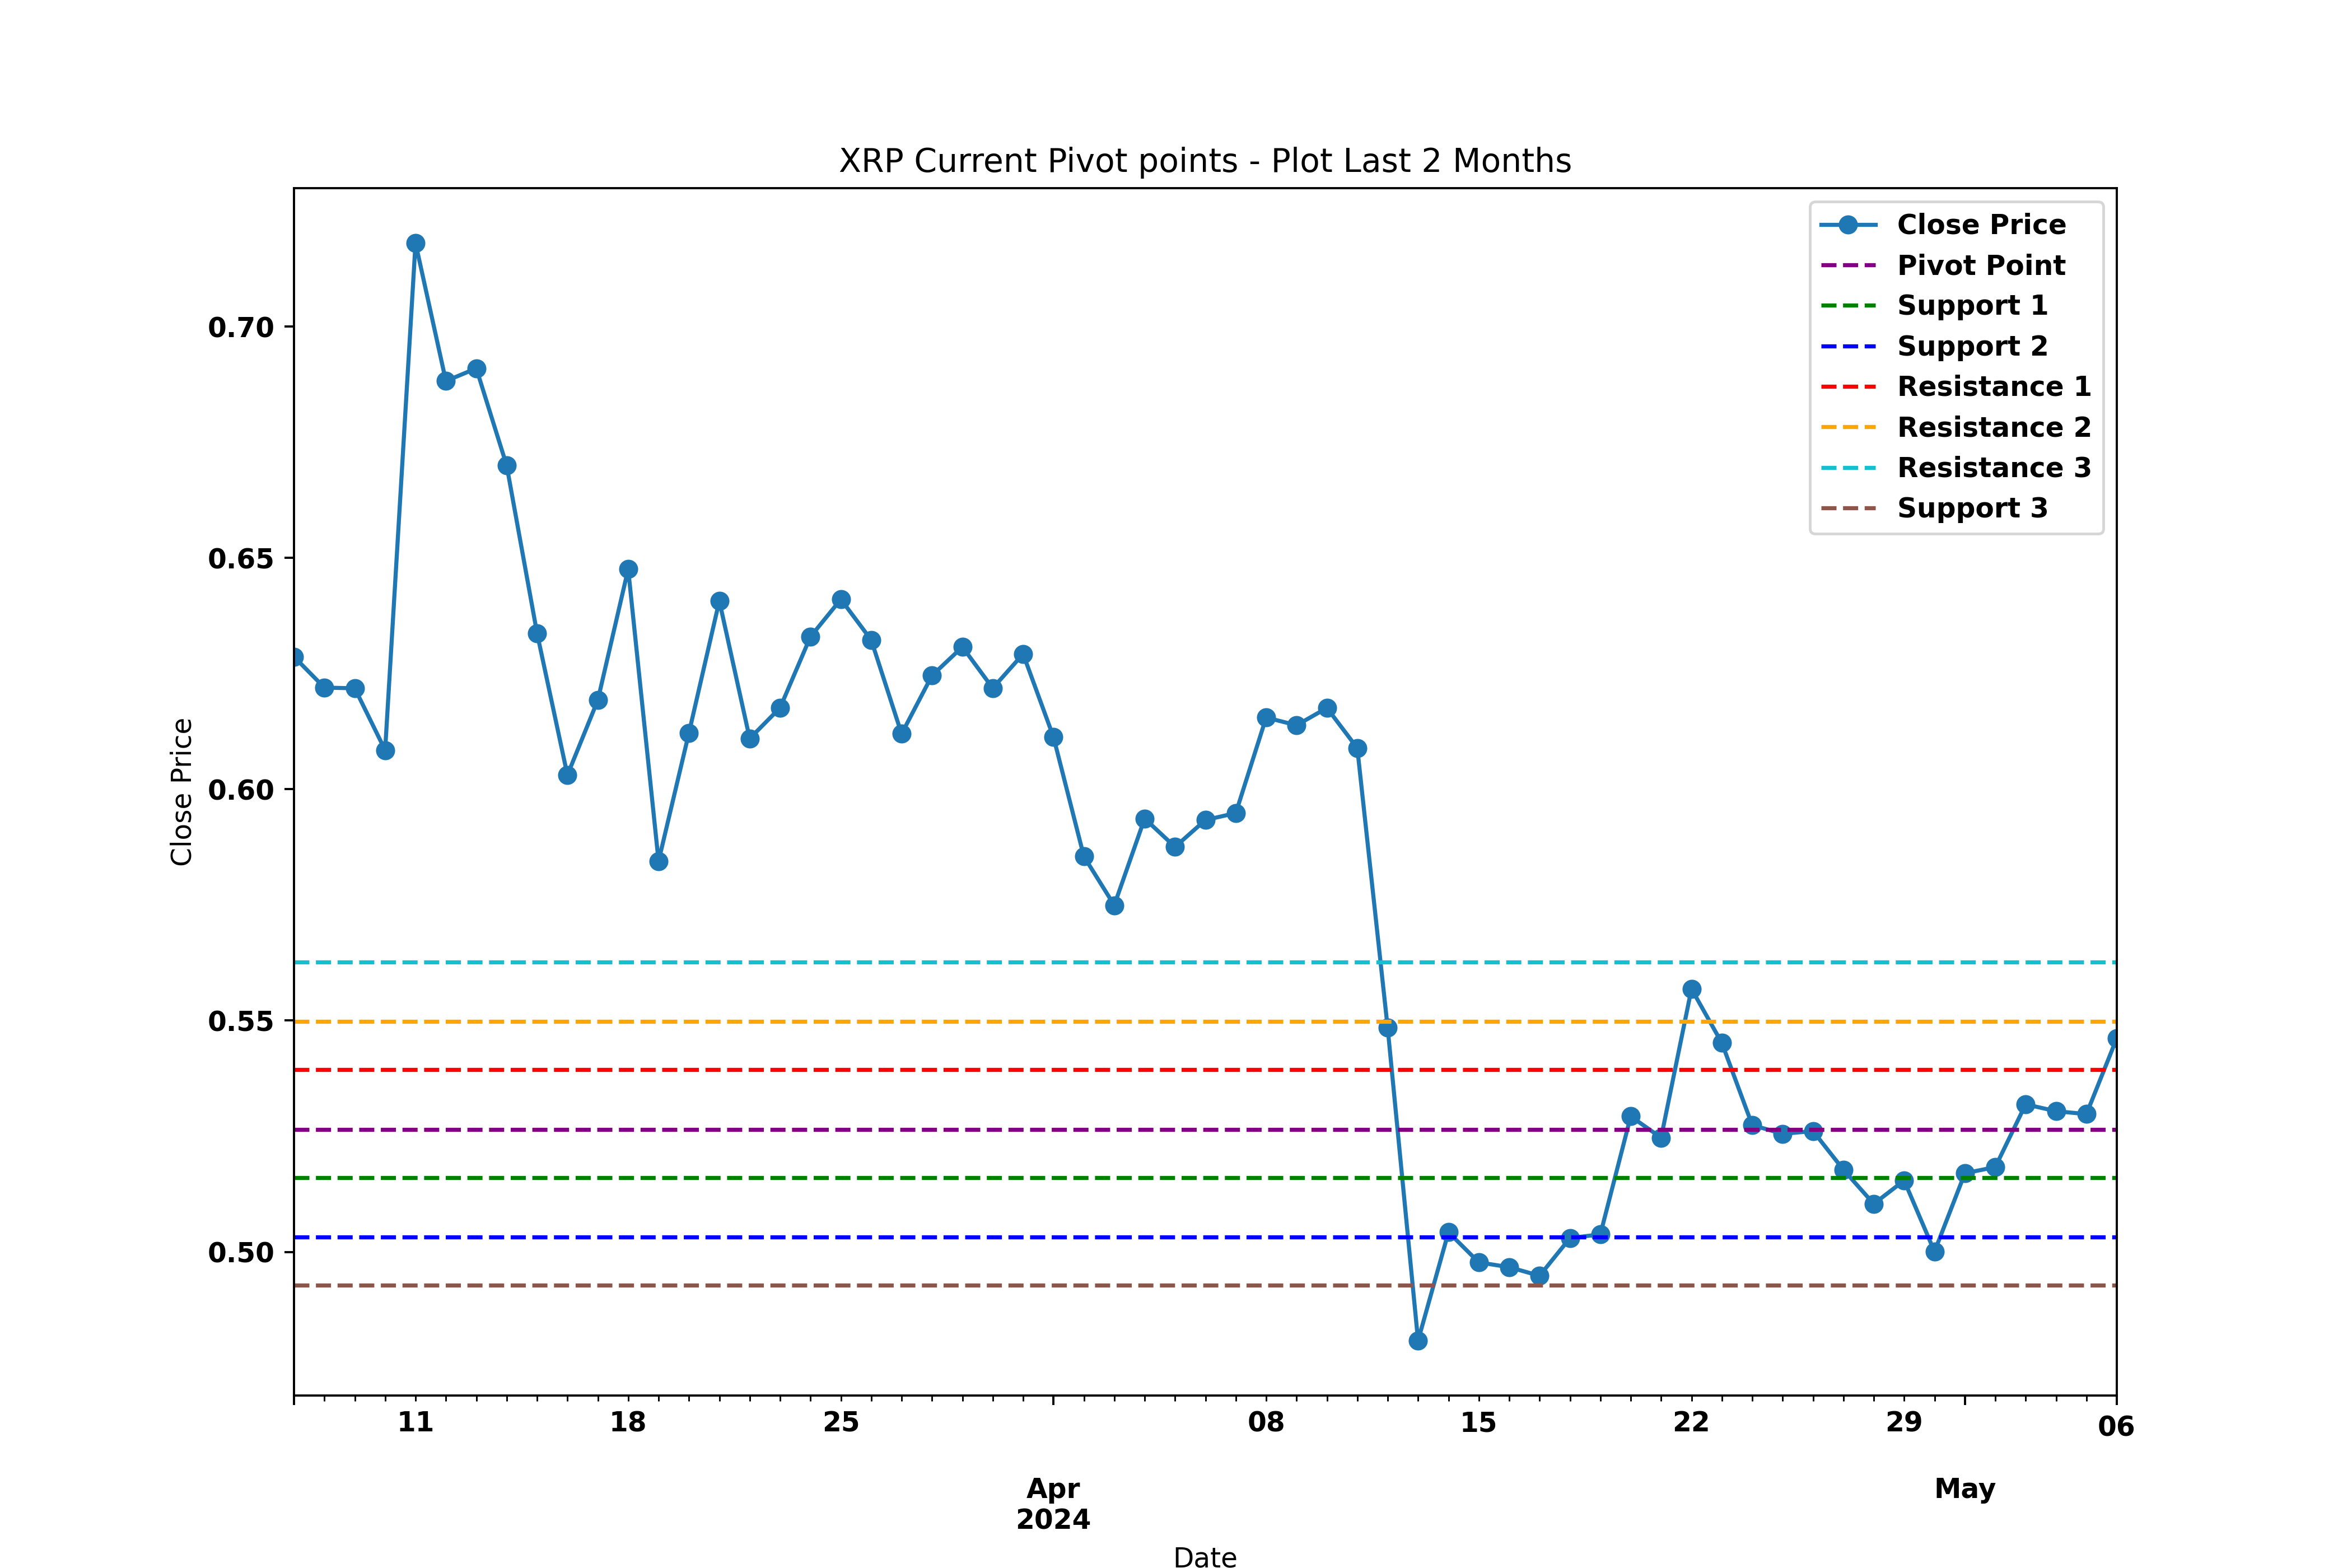 XRP Current Pivot points - Plot Last 2 Months
Close Price
Pivot Point
Support 1
Support 2
Resistance 1
Resistance 2
Resistance 3
Support 3
Close Price
0.70
0.65
0.60
0.55
0.50
11 18 25 08 15 22 29 06
Apr May
2024
Date